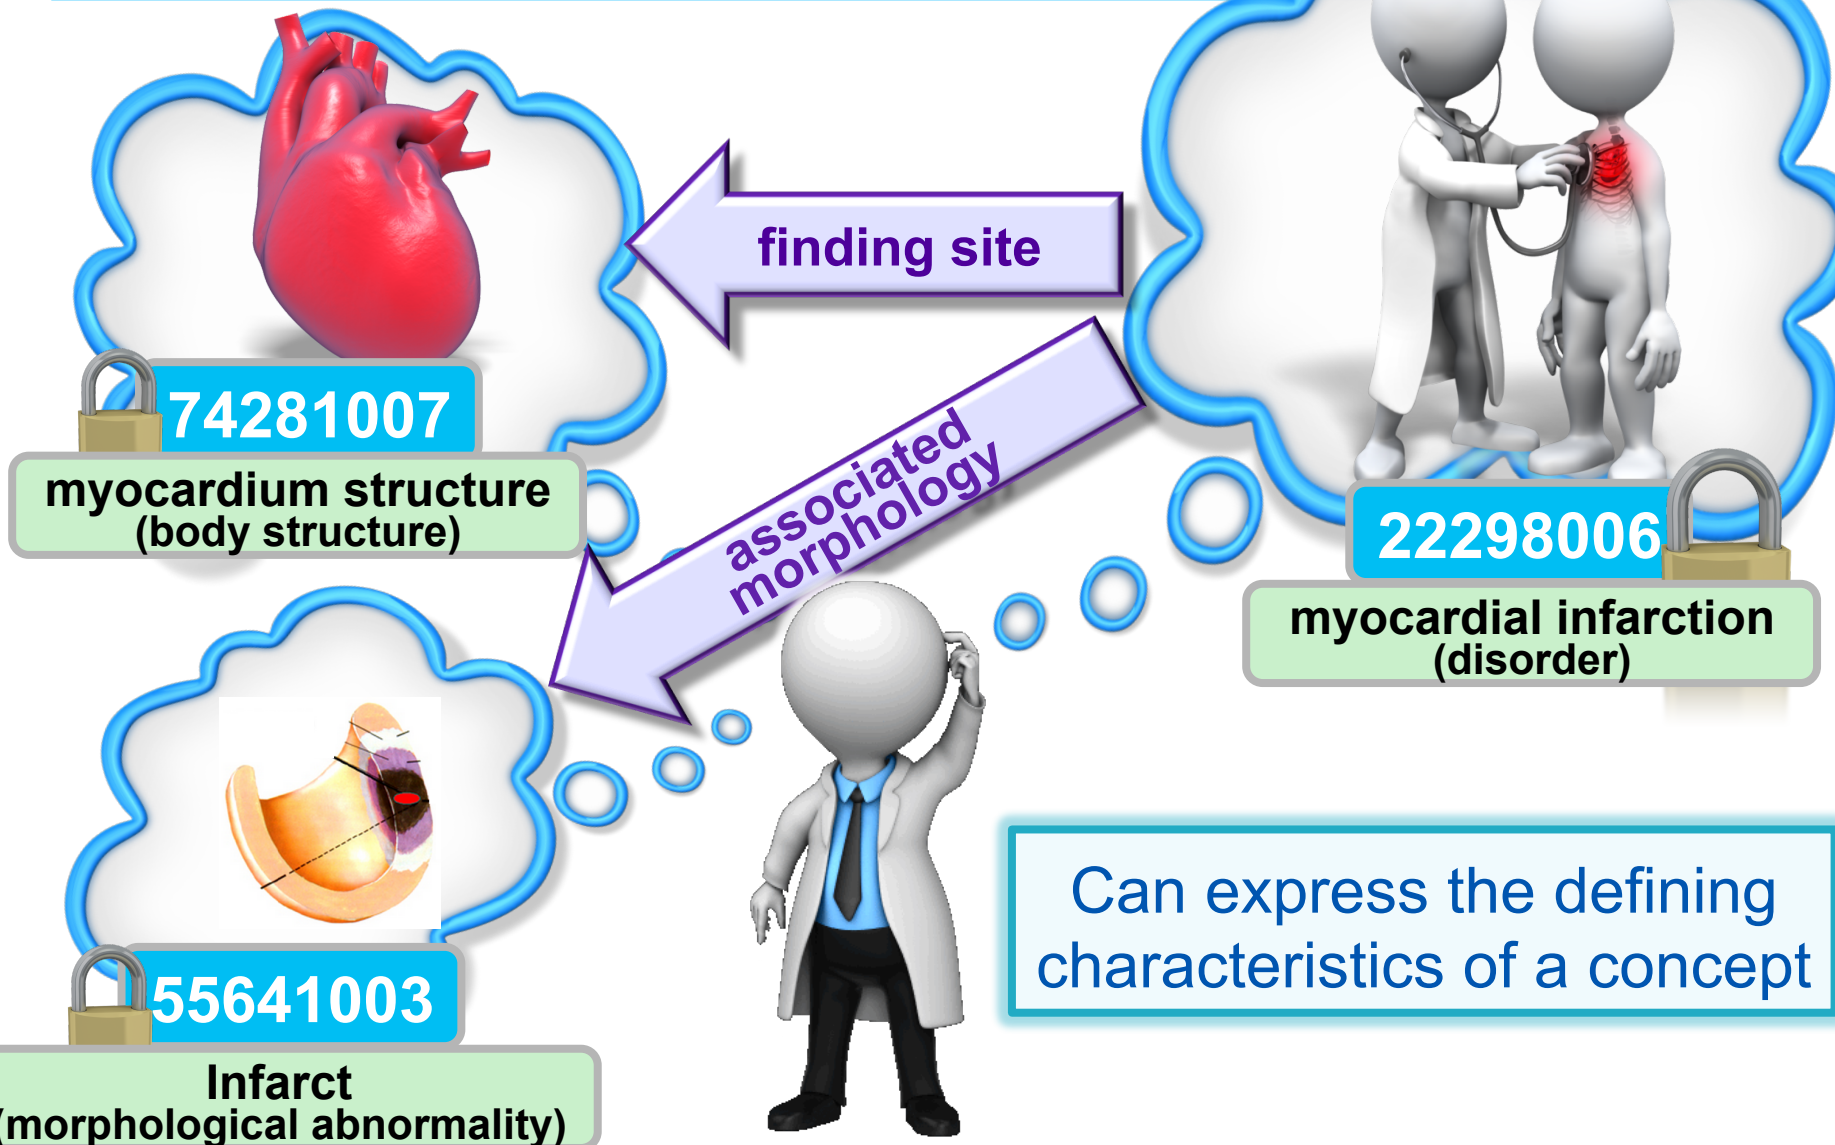 finding site
74281007
myocardium structure
(body structure)
associated
morphology
22298006
myocardial infarction
(disorder)
Can express the defining
characteristics of a concept
55641003
Infarct
(morphological abnormality)